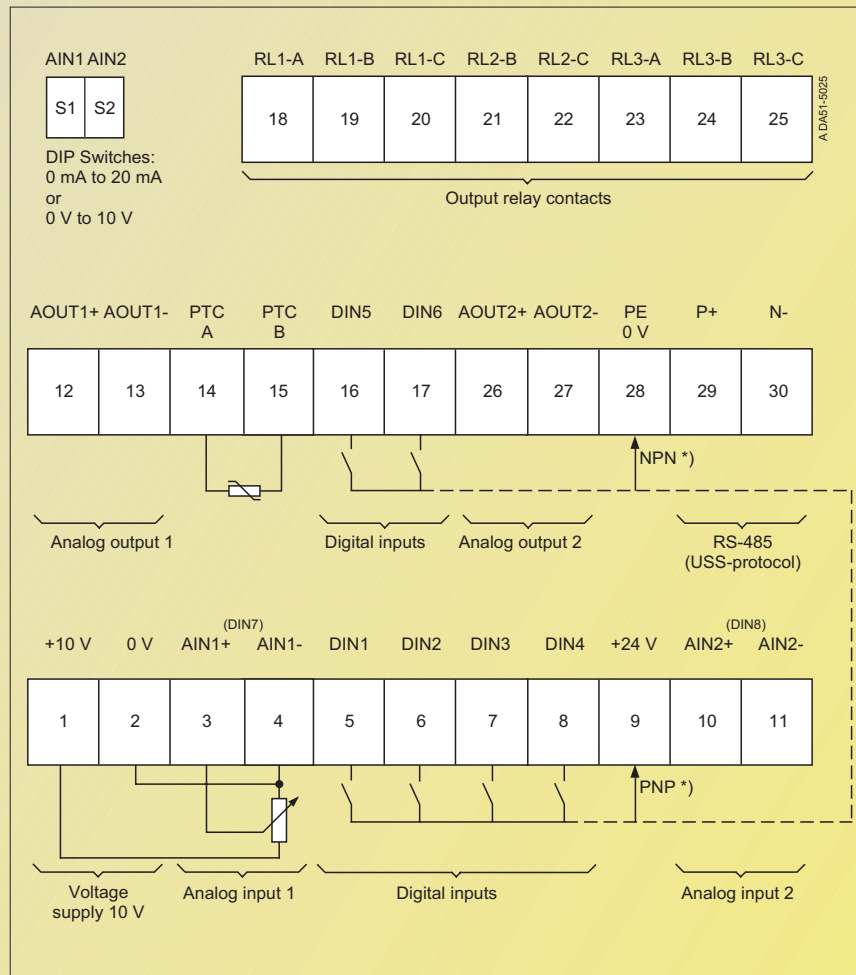 AIN1 AIN2
S1 S2
DIP Switches:
0 mA to 20 mA
or
0 V to 10 V
RL1-A RL1-B RL1-C RL2-B RL2-C RL3-A RL3-B RL3-C
18 19 20 21 22 23 24 25
A DA51-5025
Output relay contacts
AOUT1+ AOUT1- PTC A PTC B DIN5 DIN6 AOUT2+ AOUT2- PE 0 V P+ N-
12 13 14 15 16 17 26 27 28 29 30
NPN *)
Analog output 1
Digital inputs
Analog output 2
RS-485
(USS-protocol)
(DIN7) (DIN8)
+10 V 0 V AIN1+ AIN1- DIN1 DIN2 DIN3 DIN4 +24 V AIN2+ AIN2-
1 2 3 4 5 6 7 8 9 10 11
PNP *)
Voltage
supply 10 V
Analog input 1
Digital inputs
Analog input 2